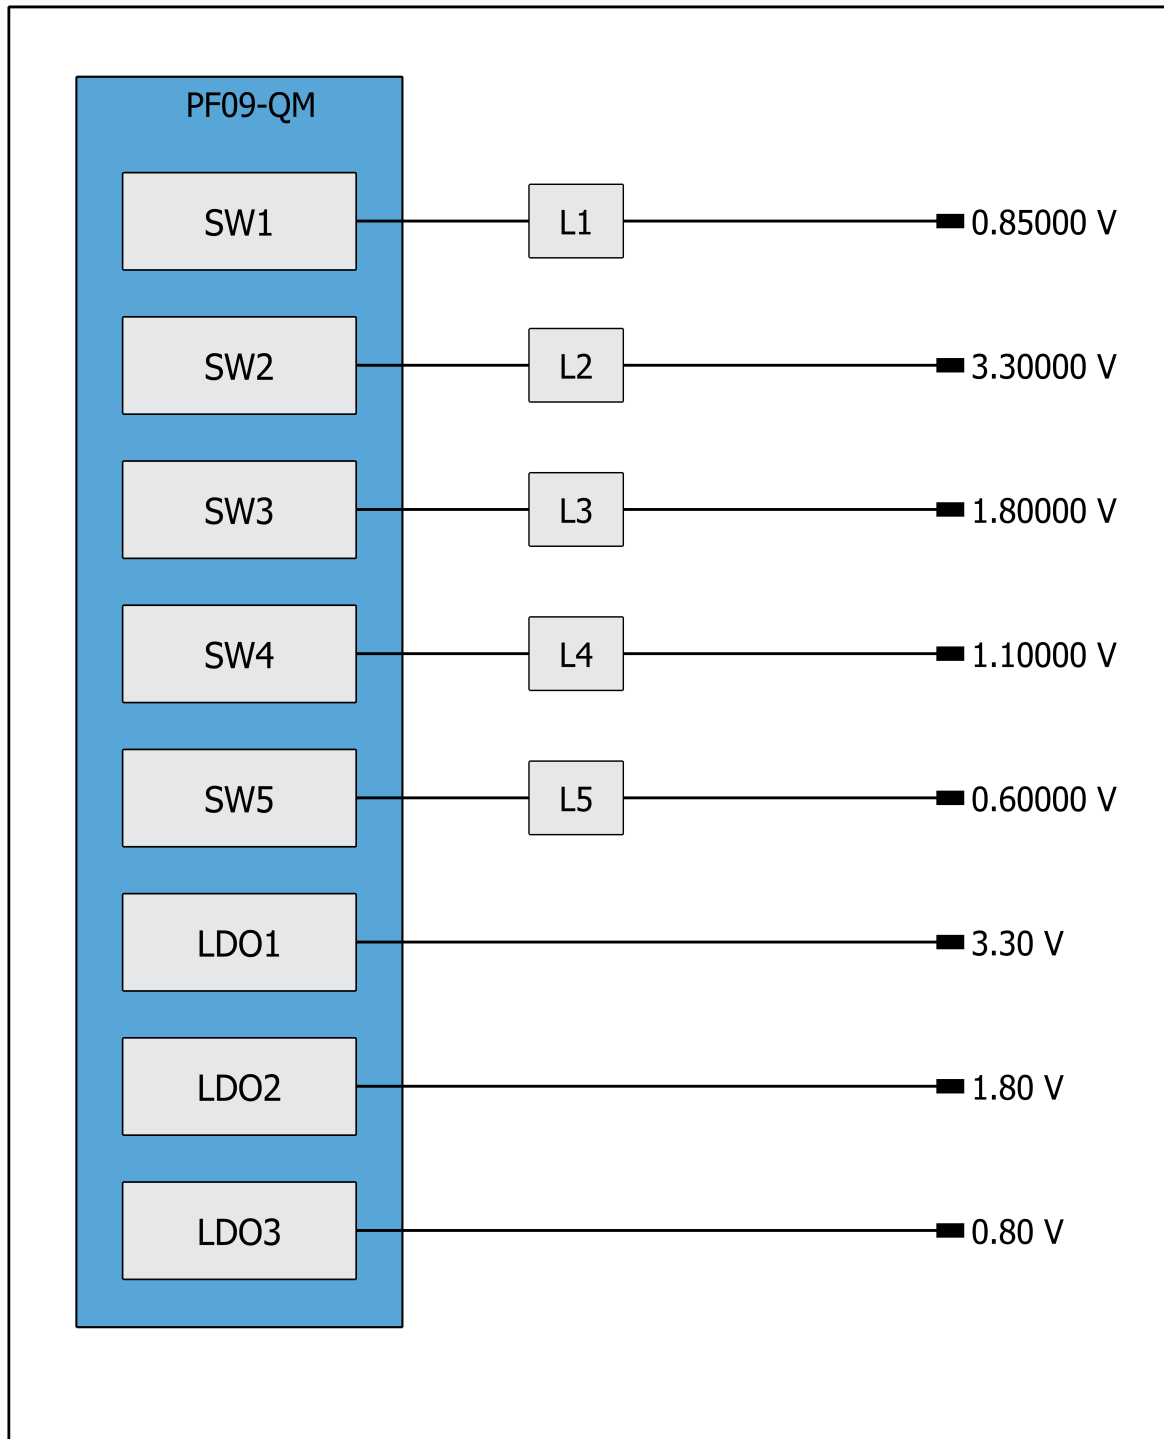 PF09-QM
SW1 L1 0.85000 V
SW2 L2 3.30000 V
SW3 L3 1.80000 V
SW4 L4 1.10000 V
SW5 L5 0.60000 V
LDO1 3.30 V
LDO2 1.80 V
LDO3 0.80 V